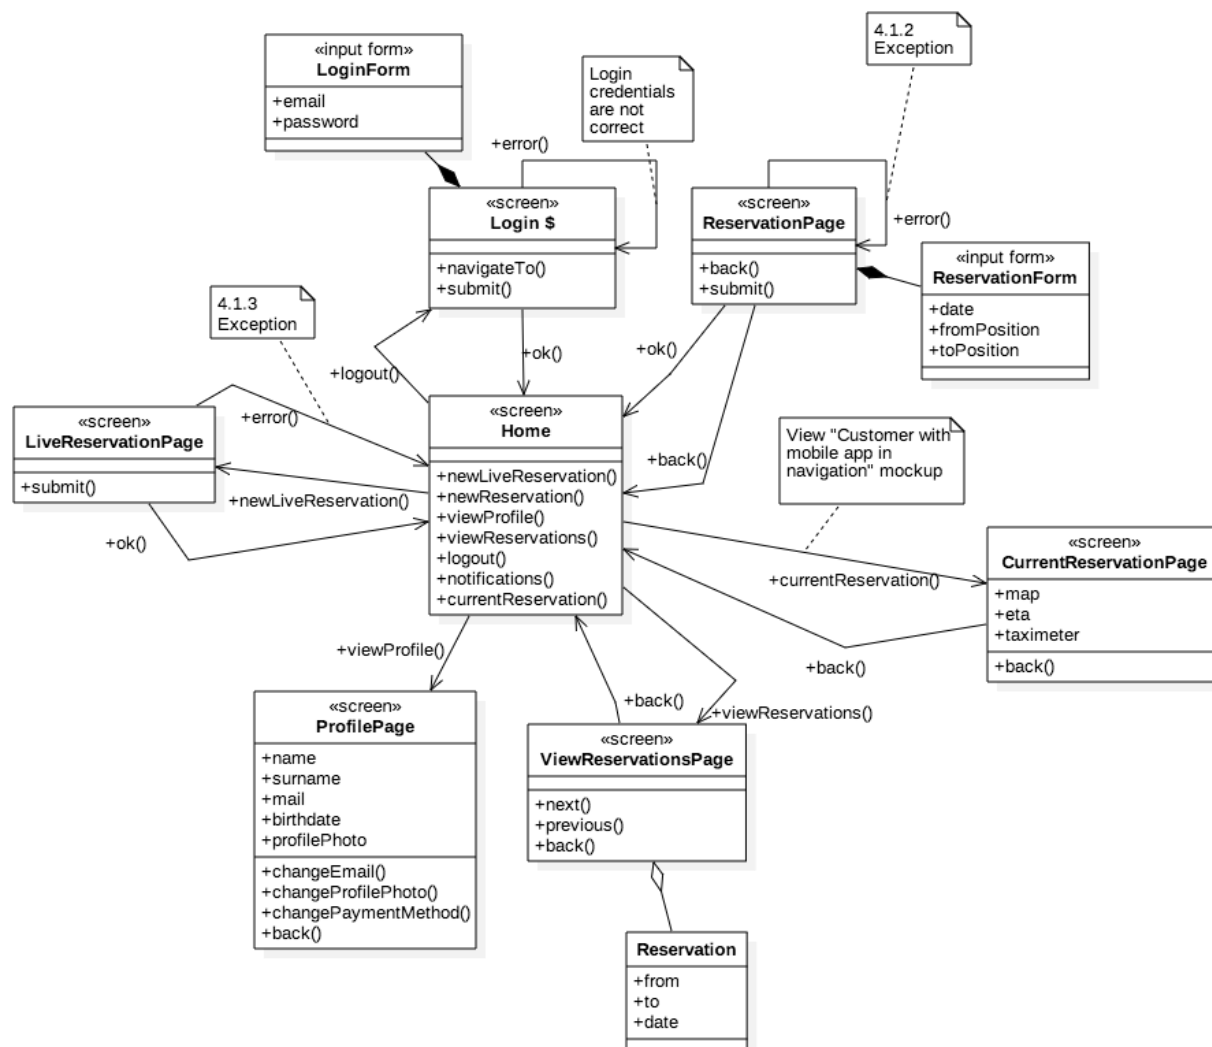 «input form»
LoginForm
+email
+password
Login
credentials
are not
correct
4.1.2
Exception
+error()
«screen»
Login $
+navigateTo()
+submit()
«screen»
ReservationPage
+back()
+submit()
+error()
«input form»
ReservationForm
+date
+fromPosition
+toPosition
4.1.3
Exception
+logout()
+ok()
+ok()
+back()
«screen»
LiveReservationPage
+submit()
+error()
+newLiveReservation()
+ok()
«screen»
Home
+newLiveReservation()
+newReservation()
+viewProfile()
+viewReservations()
+logout()
+notifications()
+currentReservation()
View "Customer with
mobile app in
navigation" mockup
+currentReservation()
«screen»
CurrentReservationPage
+map
+eta
+taximeter
+back()
+back()
+viewProfile()
+back()
+viewReservations()
«screen»
ProfilePage
+name
+surname
+mail
+birthdate
+profilePhoto
+changeEmail()
+changeProfilePhoto()
+changePaymentMethod()
+back()
«screen»
ViewReservationsPage
+next()
+previous()
+back()
Reservation
+from
+to
+date